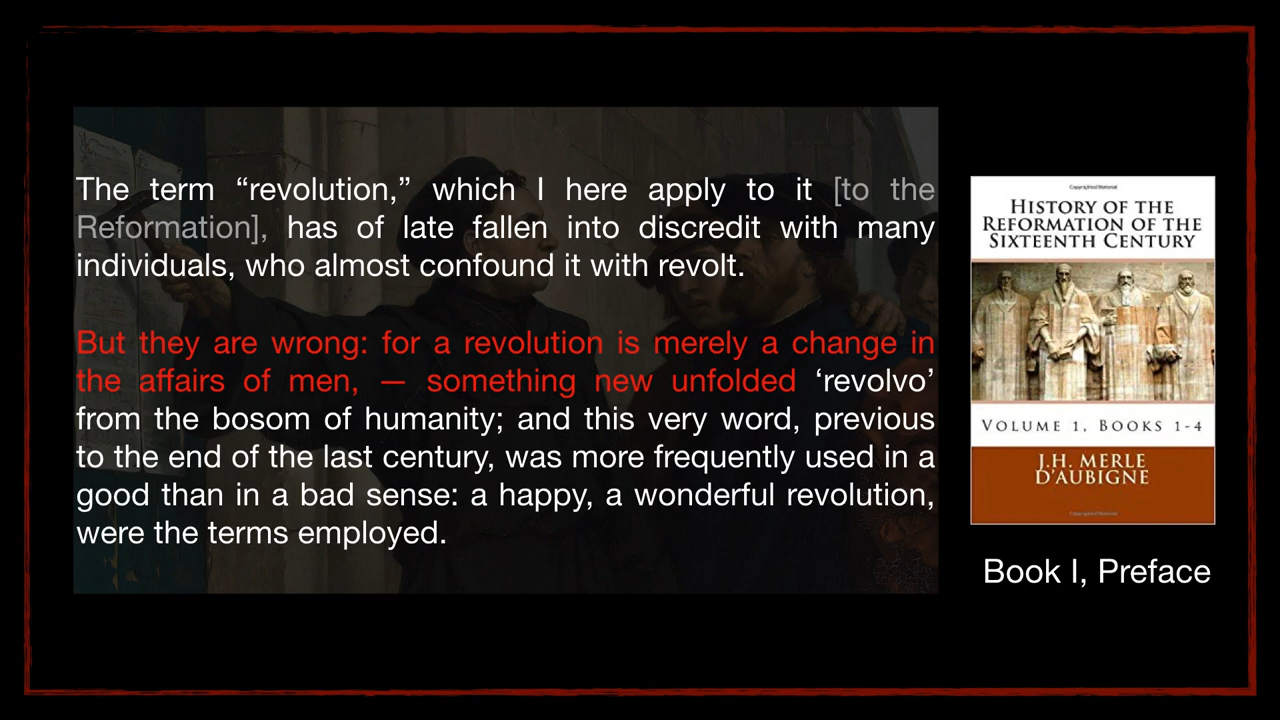 The term “revolution,” which I here apply to it [to the
Reformation], has of late fallen into discredit with many
individuals, who almost confound it with revolt.
But they are wrong: for a revolution is merely a change in
the affairs of men, — something new unfolded ‘revolvo’
from the bosom of humanity; and this very word, previous
to the end of the last century, was more frequently used in a
good than in a bad sense: a happy, a wonderful revolution,
were the terms employed.
Copyrighted Material
HISTORY OF THE
REFORMATION OF THE
SIXTEENTH CENTURY
VOLUME 1, BOOKS 1-4
J.H. MERLE
D'AUBIGNE
Copyrighted Material
Book I, Preface